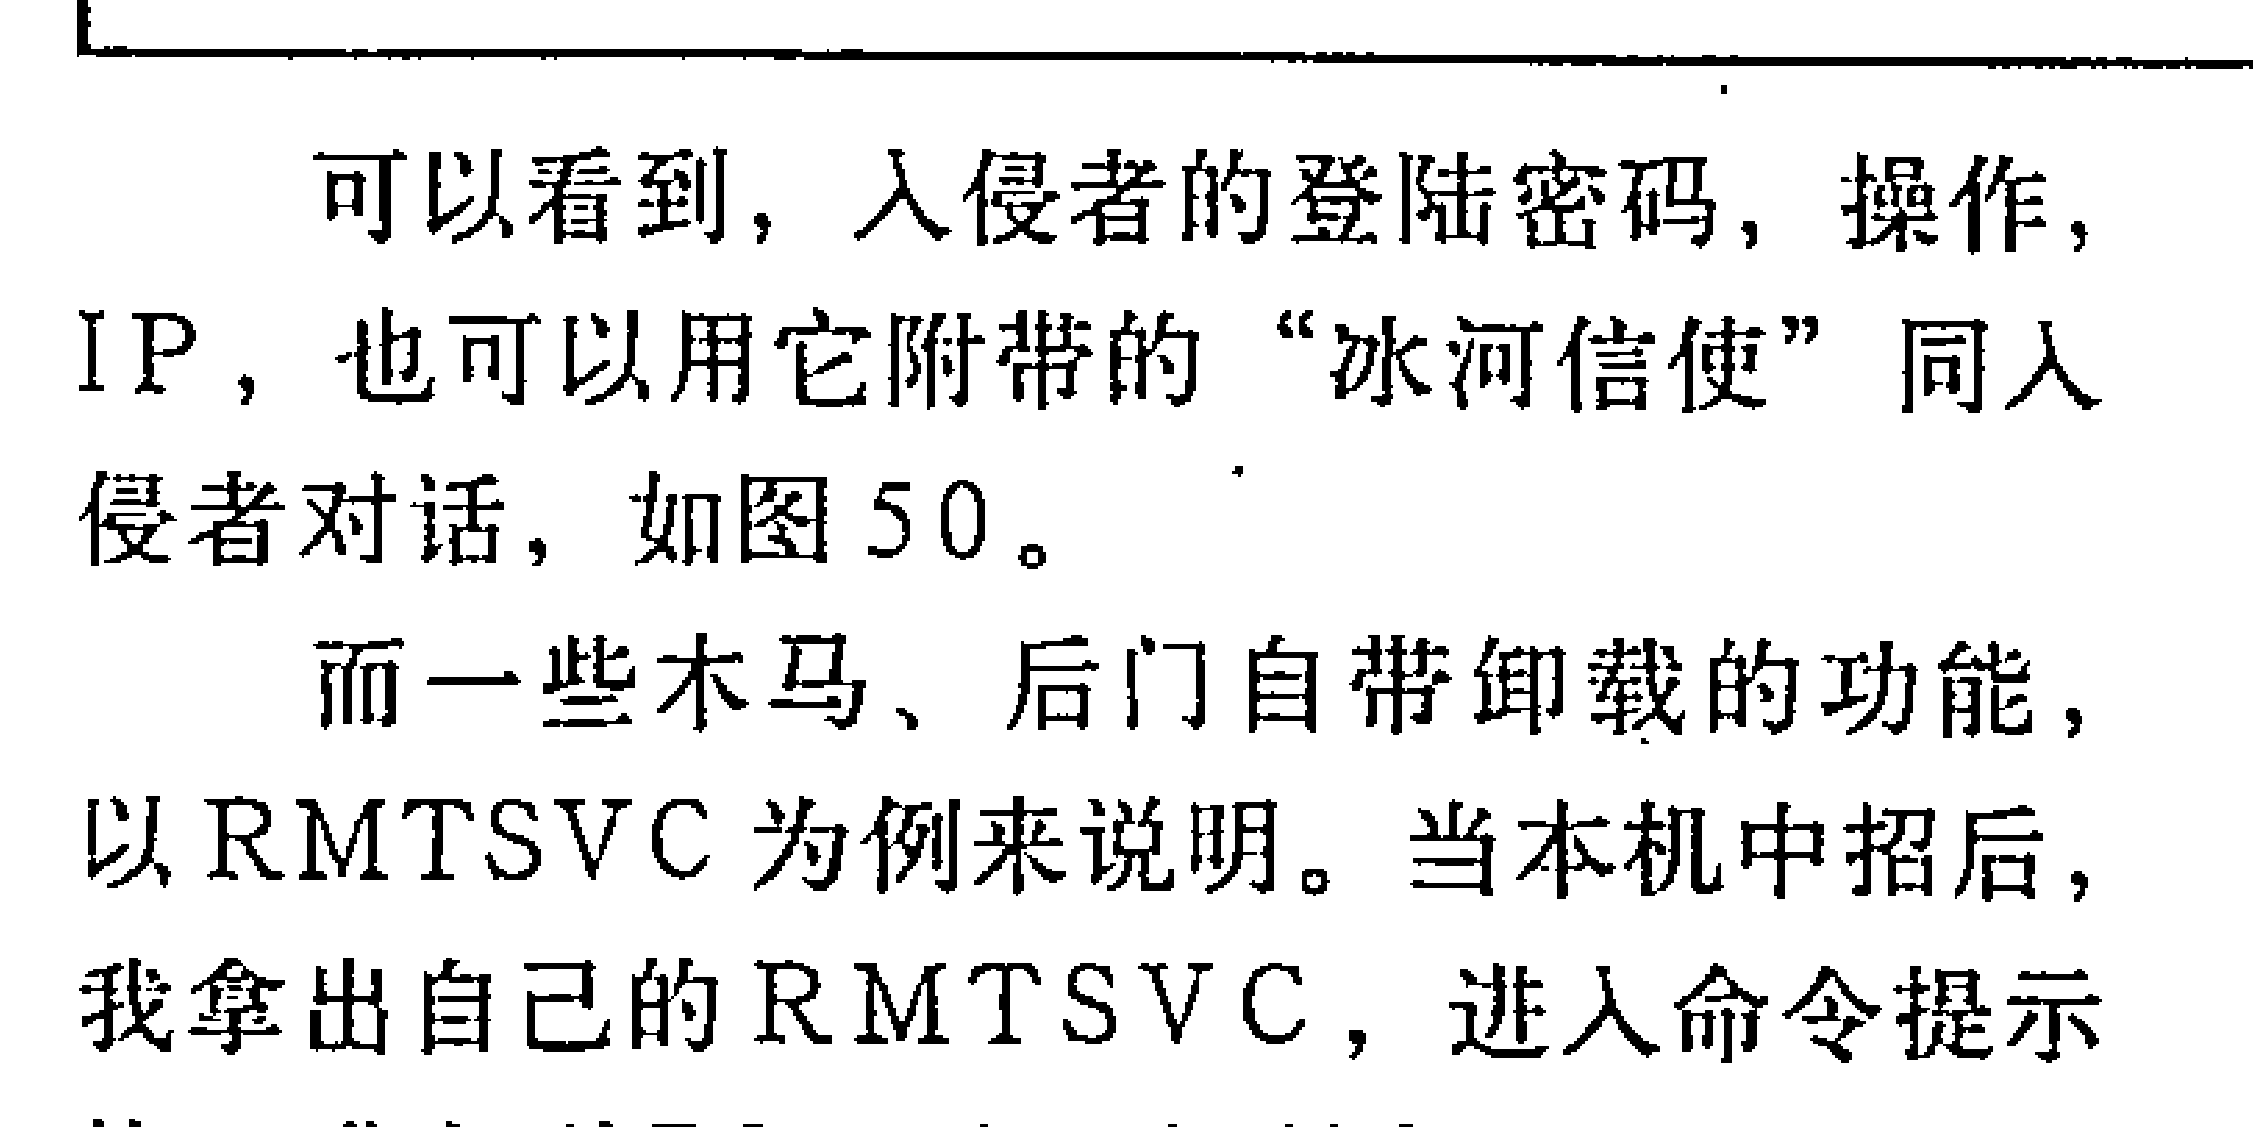 可以看到，入侵者的登陆密码，操作，
IP，也可以用它附带的“冰河信使”同入
侵者对话，如图50。
而一些木马、后门自带卸载的功能，
以RMTSVC为例来说明。当本机中招后，
我拿出自己的RMTSVC，进入命令提示